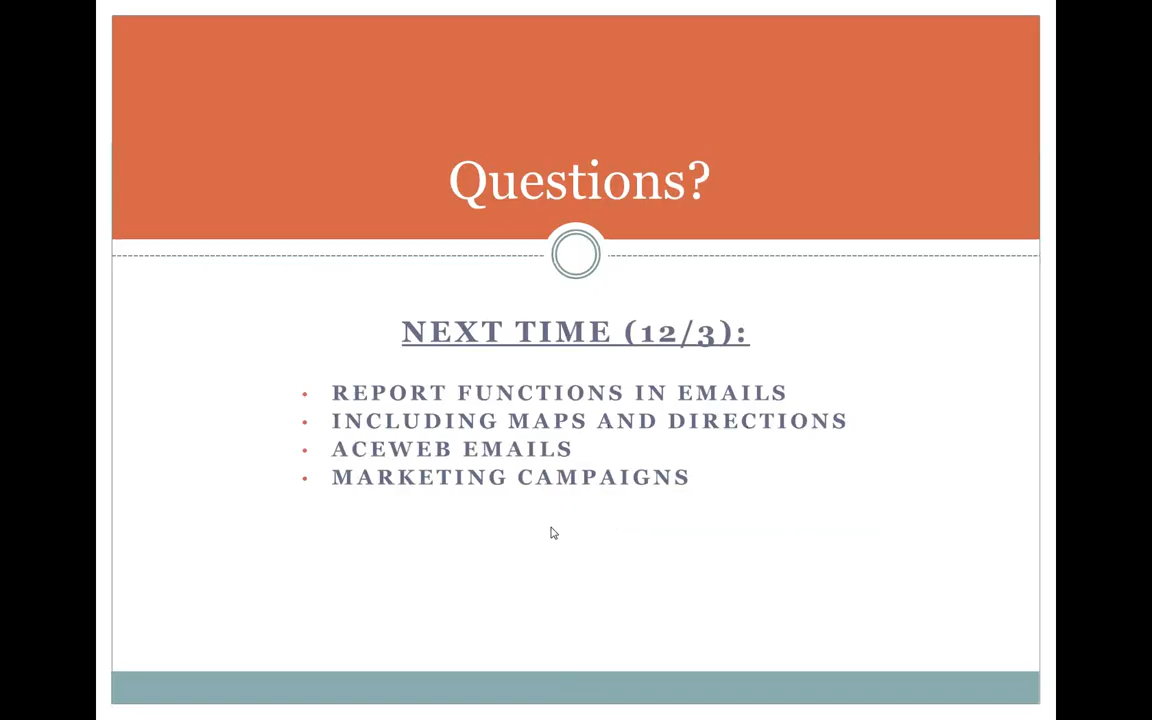 Questions?
NEXT TIME (12/3):
• REPORT FUNCTIONS IN EMAILS
• INCLUDING MAPS AND DIRECTIONS
• ACEWEB EMAILS
• MARKETING CAMPAIGNS